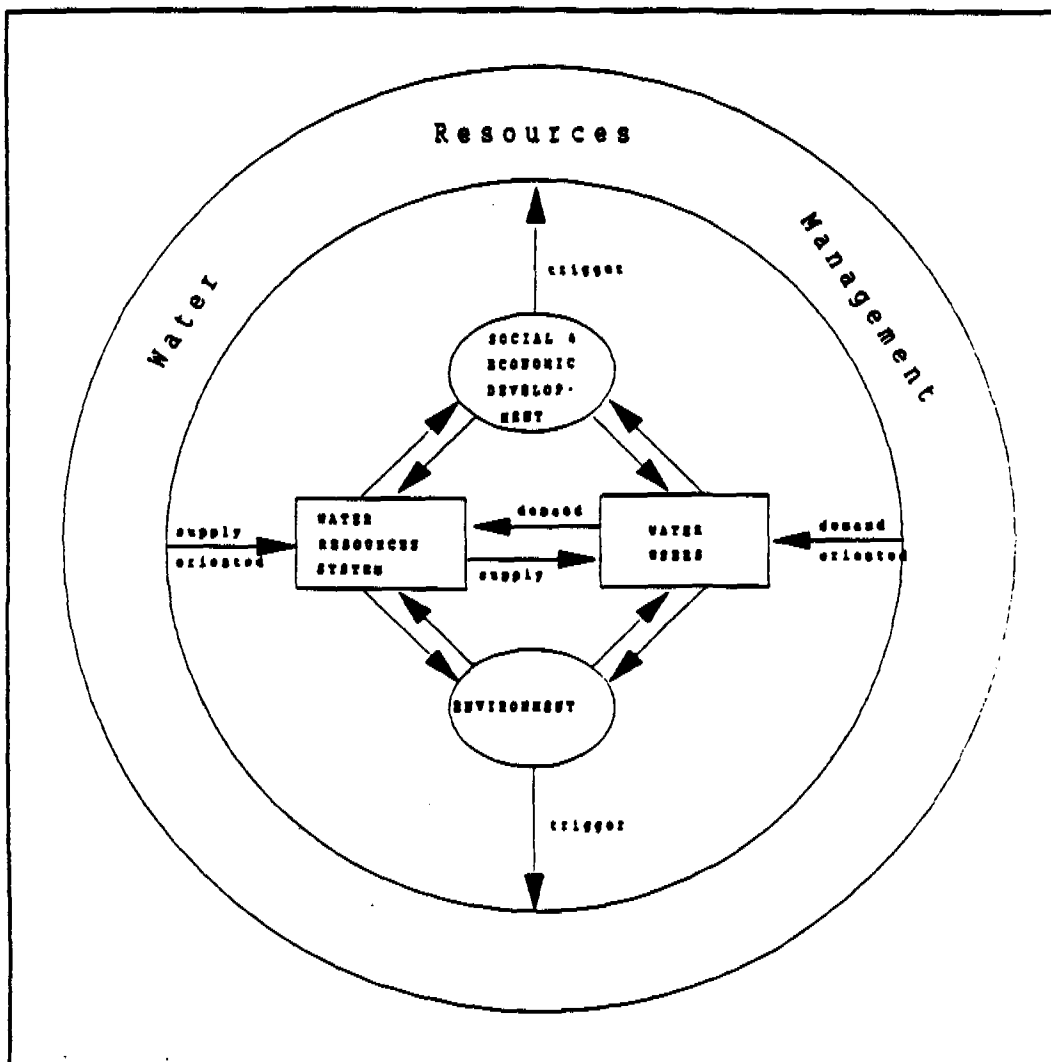 Resources
Water
Management
trigger
SOCIAL &
ECONOMIC
DEVELOP-
MENT
supply
oriented
WATER
RESOURCES
SYSTEM
demand
supply
WATER
USERS
demand
oriented
ENVIRONMENT
trigger